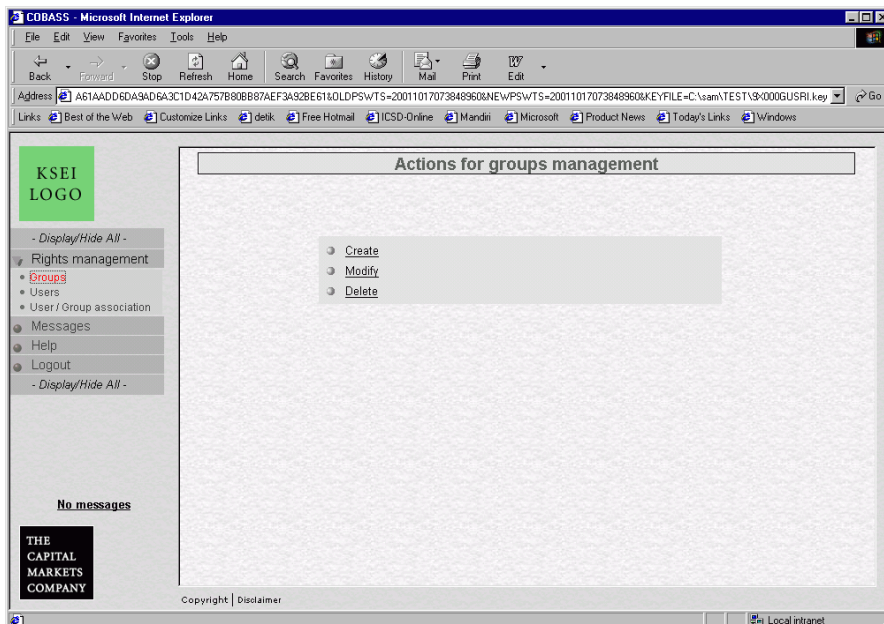 COBASS - Microsoft Internet Explorer
File Edit View Favorites Tools Help
Back Forward Stop Refresh Home Search Favorites History Mail Print Edit
Address A61AADD6DA9AD6A3C1D42A757B80BB87AEF3A92BE61&OLDPSWTS=20011017073848960&NEWPSWTS=20011017073848960&KEYFILE=C:\sam\TEST\9X000GUSRI.key Go
Links Best of the Web Customize Links detik Free Hotmail ICSD-Online Mandiri Microsoft Product News Today's Links Windows
KSEI
LOGO
- Display/Hide All -
Rights management
Groups
Users
User / Group association
Messages
Help
Logout
- Display/Hide All -
No messages
THE
CAPITAL
MARKETS
COMPANY
Actions for groups management
Create
Modify
Delete
Copyright | Disclaimer
Local intranet